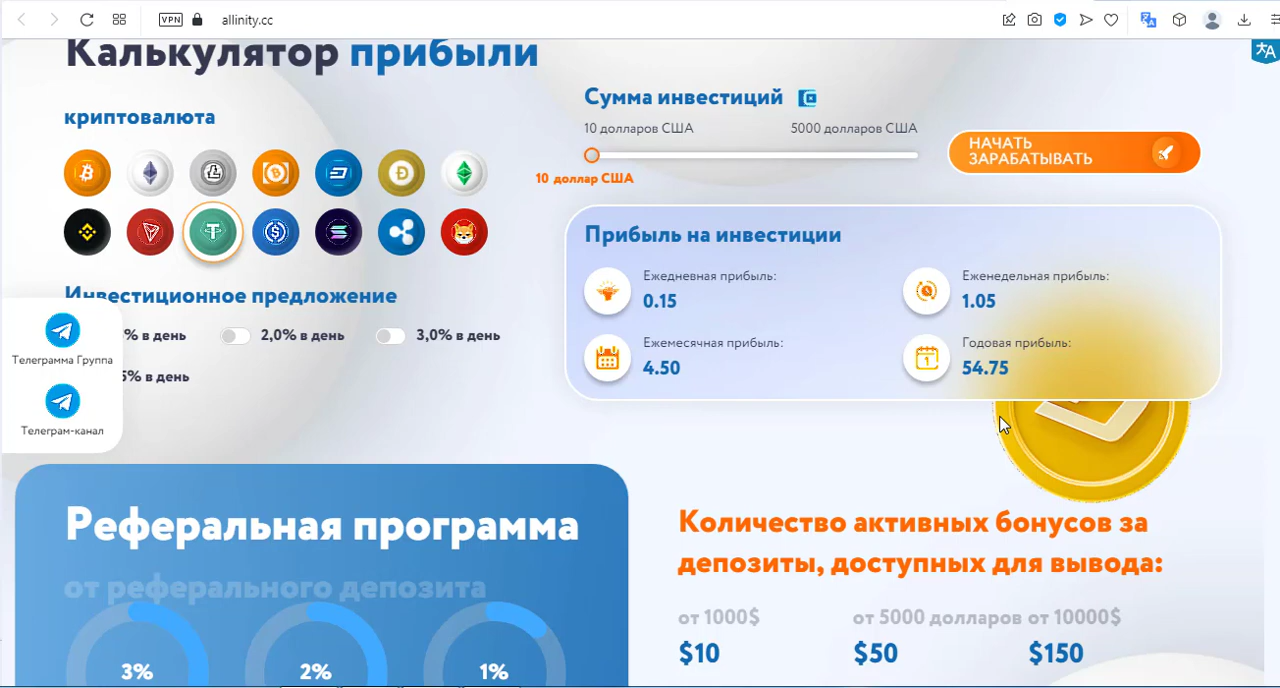 VPN
allinity.cc
Калькулятор прибыли
криптовалюта
Инвестиционное предложение
% в день
2,0% в день
3,0% в день
5% в день
Телеграмма Группа
Телеграм-канал
Сумма инвестиций
10 долларов США
5000 долларов США
10 доллар США
НАЧАТЬ
ЗАРАБАТЫВАТЬ
Прибыль на инвестиции
Ежедневная прибыль:
0.15
Еженедельная прибыль:
1.05
Ежемесячная прибыль:
4.50
Годовая прибыль:
54.75
Реферальная программа
от реферального депозита
3%
2%
1%
Количество активных бонусов за
депозиты, доступных для вывода:
от 1000$
от 5000 долларов
от 10000$
$10
$50
$150